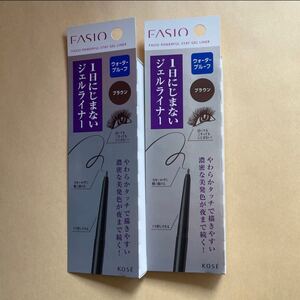 FASIO
FASIO POWERFUL STAY GEL LINER
1日にじまない
ジェルライナー
ウォーター
プルーフ
ブラウン
やわらかタッチで描きやすい
濃密な美発色が夜まで続く!
KOSÉ
FASIO
FASIO POWERFUL STAY GEL LINER
1日にじまない
ジェルライナー
ウォーター
プルーフ
ブラウン
やわらかタッチで描きやすい
濃密な美発色が夜まで続く!
KOSÉ